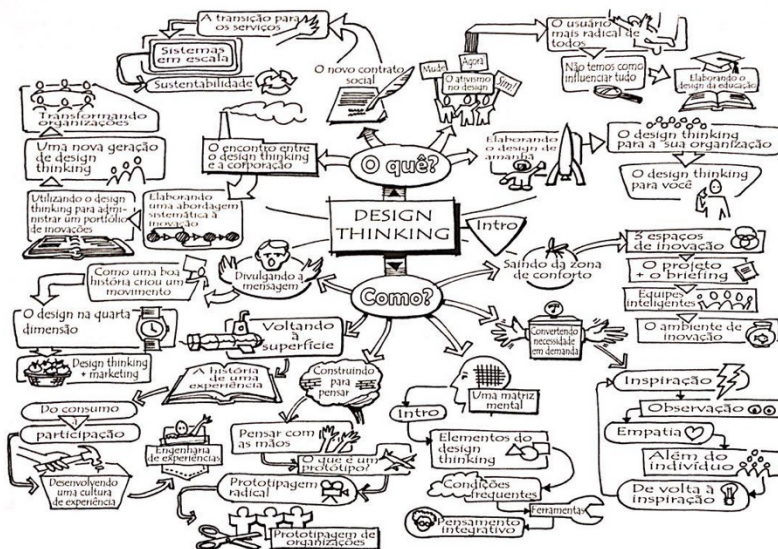 A transição para
os serviços
Sistemas
em escala
Sustentabilidade
O novo contrato
social
Mude!
Agora
Sim!
O ativismo
no design
O usuário
mais radical de
todos
Não temos como
influenciar tudo
Elaborando o
design da educação
Transformando
organizações
Uma nova geração
de design
thinking
Utilizando o design
thinking para admi-
nistrar um portfólio
de inovações
O encontro entre
o design thinking
e a corporação
Elaborando
uma abordagem
sistemática à
inovação
O quê?
Elaborando
o design de
amanhã
O design thinking
para a sua organização
O design thinking
para você
DESIGN
THINKING
Intro
Como?
Divulgando a
mensagem
Como uma boa
história criou um
movimento
O design na quarta
dimensão
Design thinking
+ marketing
Voltando
à
superfície
A história
de uma
experiência
Do consumo
à
participação
Desenvolvendo
uma cultura
de experiência
Engenharia
de experiências
Construindo
para
pensar
Pensar com
as mãos
O que é um
protótipo?
Prototipagem
radical
Prototipagem de
organizações
Uma matriz
mental
Intro
Elementos do
design
thinking
Condições
frequentes
Ferramentas
Pensamento
integrativo
Convertendo
necessidade
em demanda
Inspiração
Observação
Empatia
Além do
indivíduo
De volta à
inspiração
Saindo da zona
de conforto
3 espaços
de inovação
O projeto
+ o briefing
Equipes
inteligentes
O ambiente de
inovação